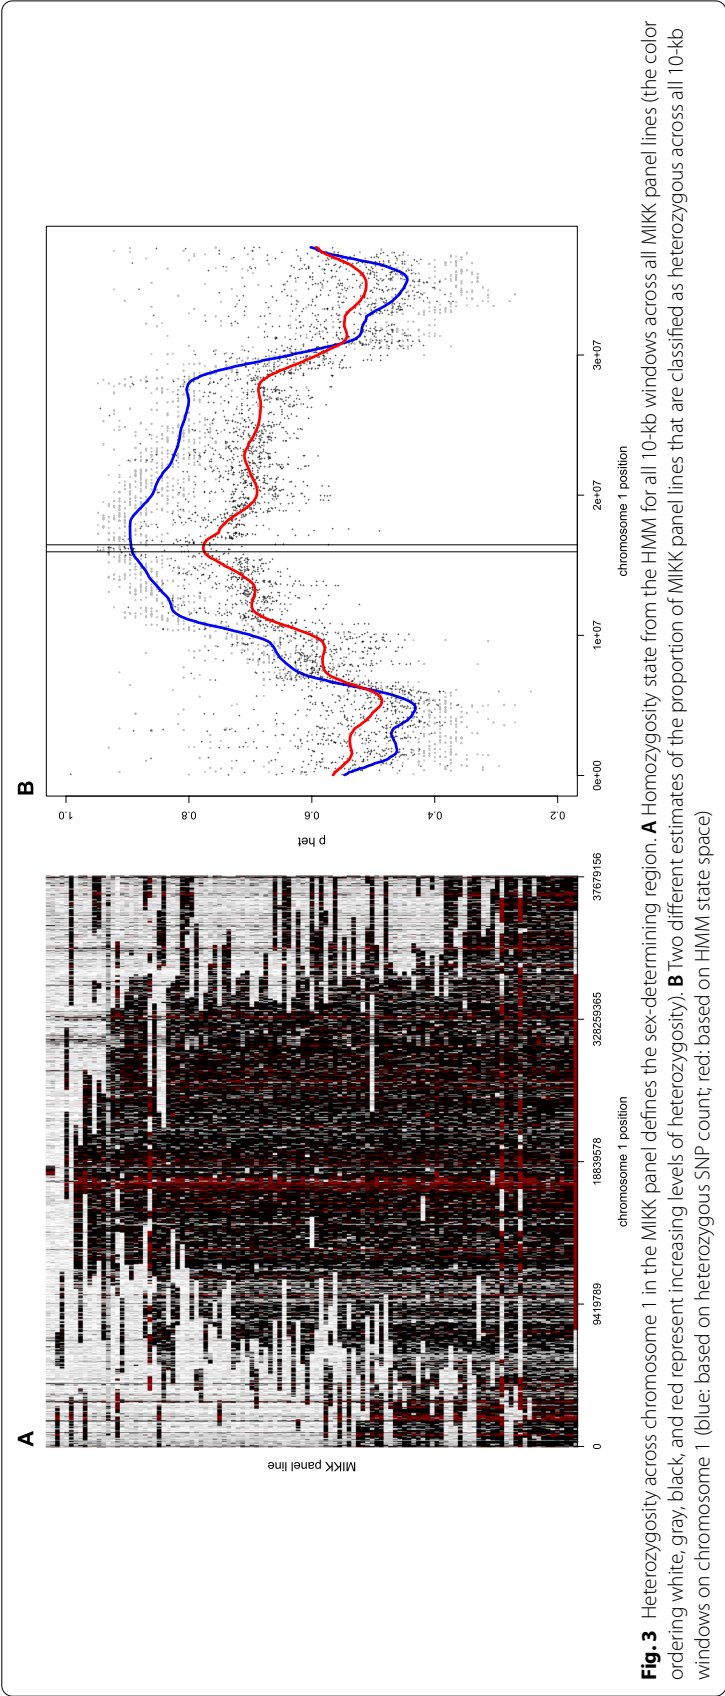 A
MIKK panel line
0
9419789
18839578
328259365
37679156
chromosome 1 position
B
p het
1.0
0.8
0.6
0.4
0.2
0e+00
1e+07
2e+07
3e+07
chromosome 1 position
Fig. 3 Heterozygosity across chromosome 1 in the MIKK panel defines the sex-determining region. A Homozygosity state from the HMM for all 10-kb windows across all MIKK panel lines (the color
ordering white, gray, black, and red represent increasing levels of heterozygosity). B Two different estimates of the proportion of MIKK panel lines that are classified as heterozygous across all 10-kb
windows on chromosome 1 (blue: based on heterozygous SNP count; red: based on HMM state space)